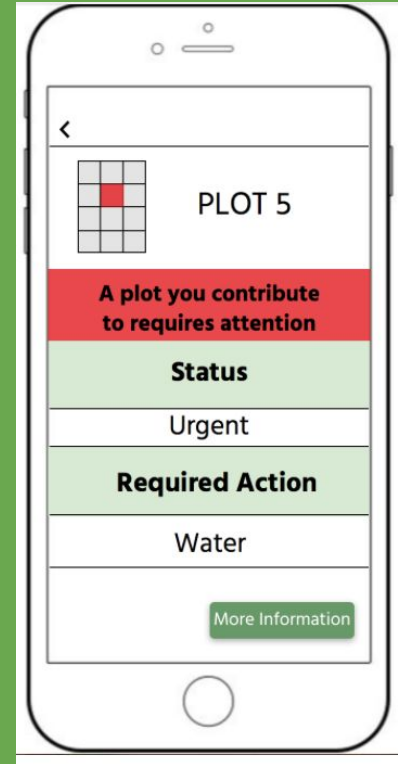 PLOT 5
A plot you contribute
to requires attention
Status
Urgent
Required Action
Water
More Information